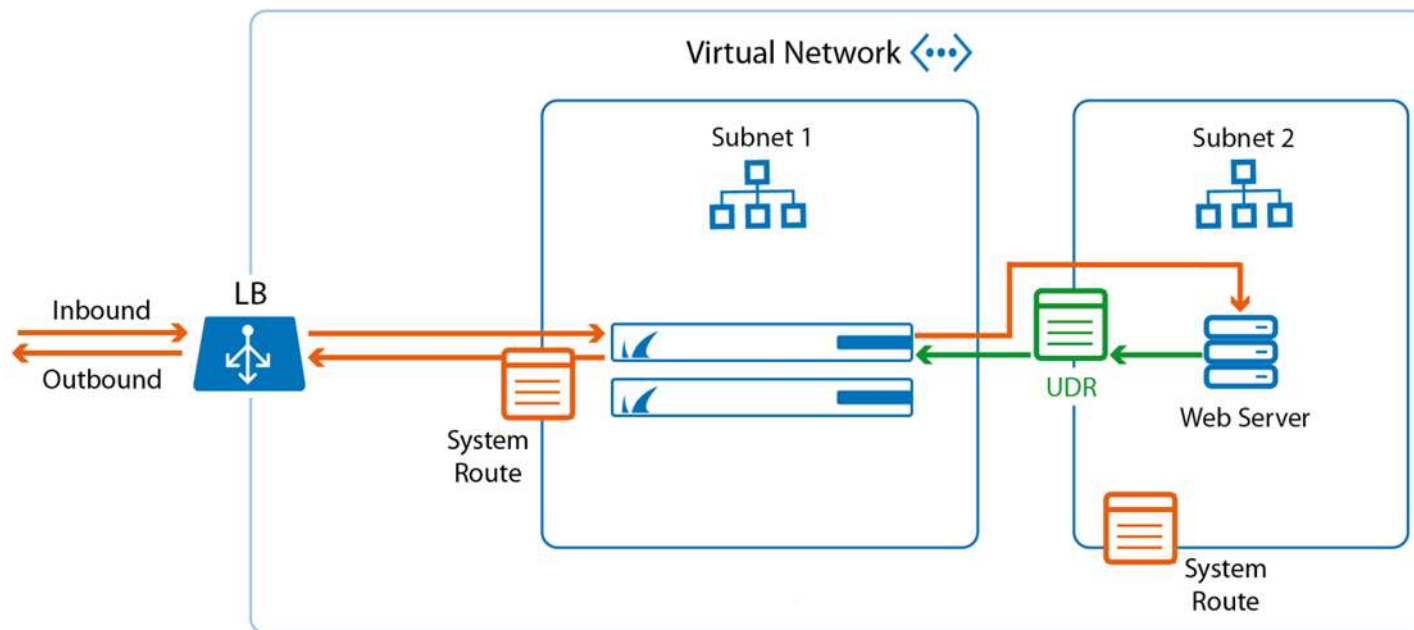 Virtual Network
Subnet 1
Subnet 2
LB
Inbound
Outbound
System
Route
UDR
Web Server
System
Route